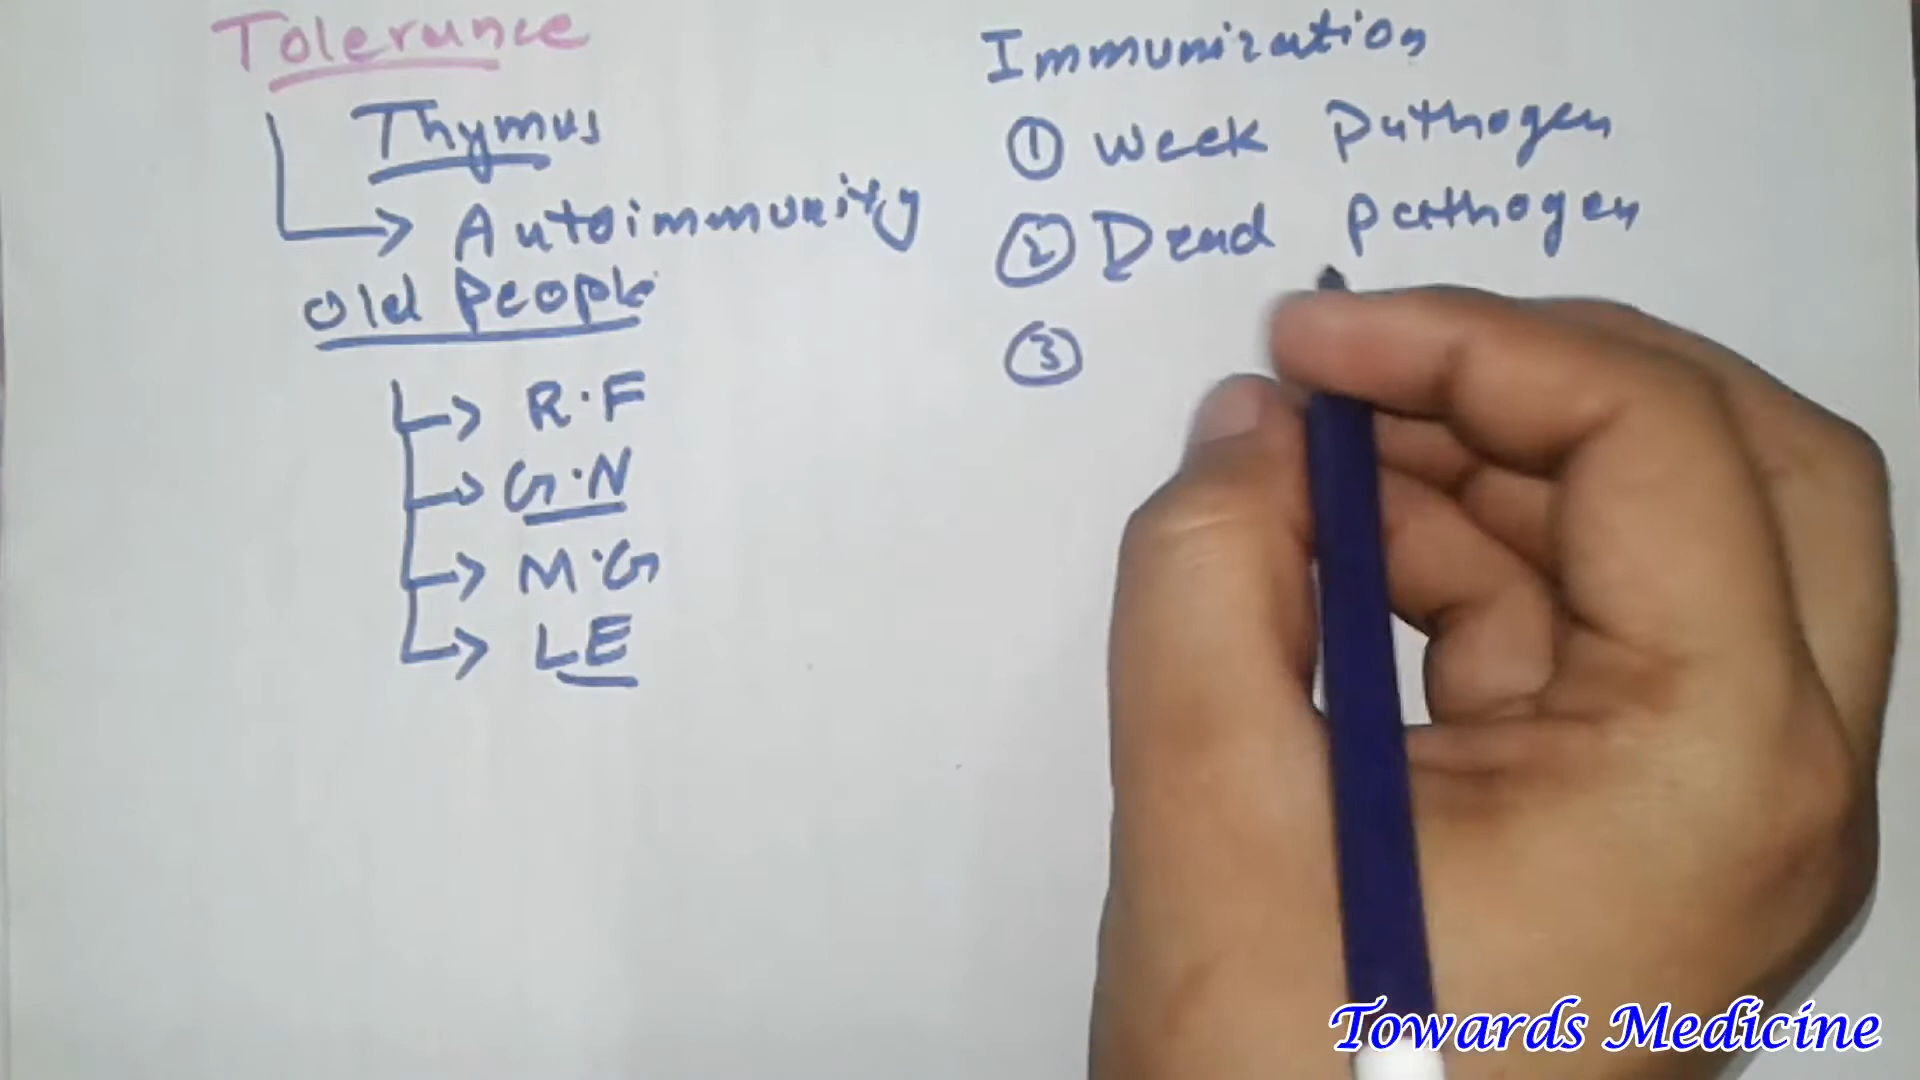 Tolerance
Thymus
Autoimmunity
Old People
R.F
G.N
M.G
LE
Immunization
① Week Pathogen
② Dead Pathogen
③
Towards Medicine